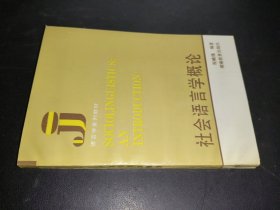 社会语言学概论
SOCIOLINGUISTICS:
AN
INTRODUCTION